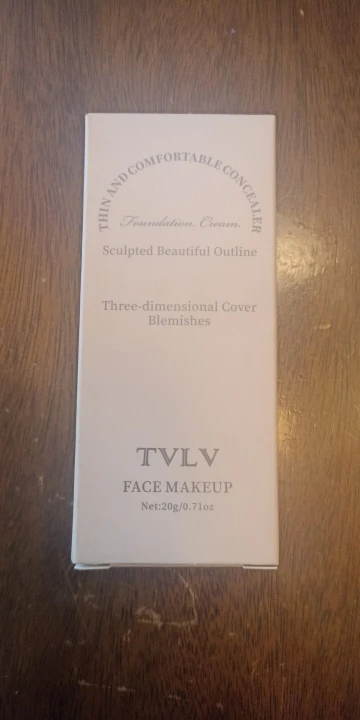 THIN AND COMFORTABLE CONCEALER
Foundation Cream.
Sculpted Beautiful Outline
Three-dimensional Cover
Blemishes
TVLV
FACE MAKEUP
Net:20g/0.71oz